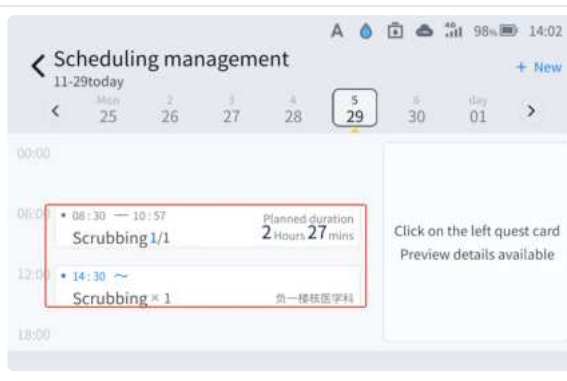 A 4G 98% 14:02
Scheduling management
+ New
11-29today
Mon 2 3 4 5 6 day
25 26 27 28 29 30 01
00:00
06:00
08:30 — 10:57 Planned duration
Scrubbing 1/1 2 Hours 27 mins
Click on the left quest card
Preview details available
12:00
14:30 ～
Scrubbing × 1 负一楼核医学科
18:00